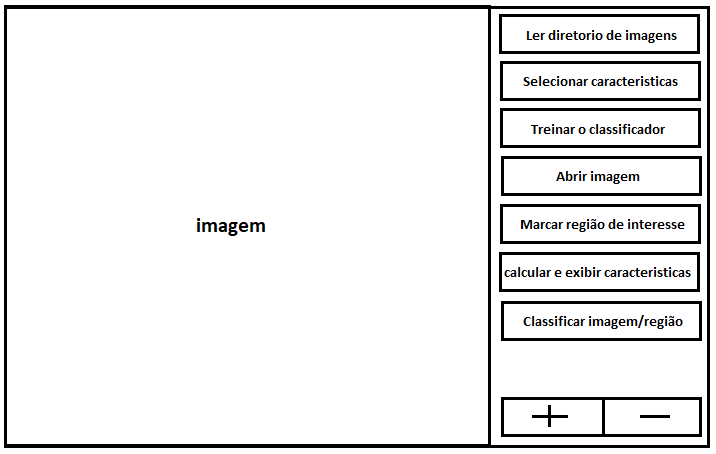 Ler diretorio de imagens
Selecionar caracteristicas
Treinar o classificador
Abrir imagem
imagem
Marcar região de interesse
calcular e exibir caracteristicas
Classificar imagem/região
+ −